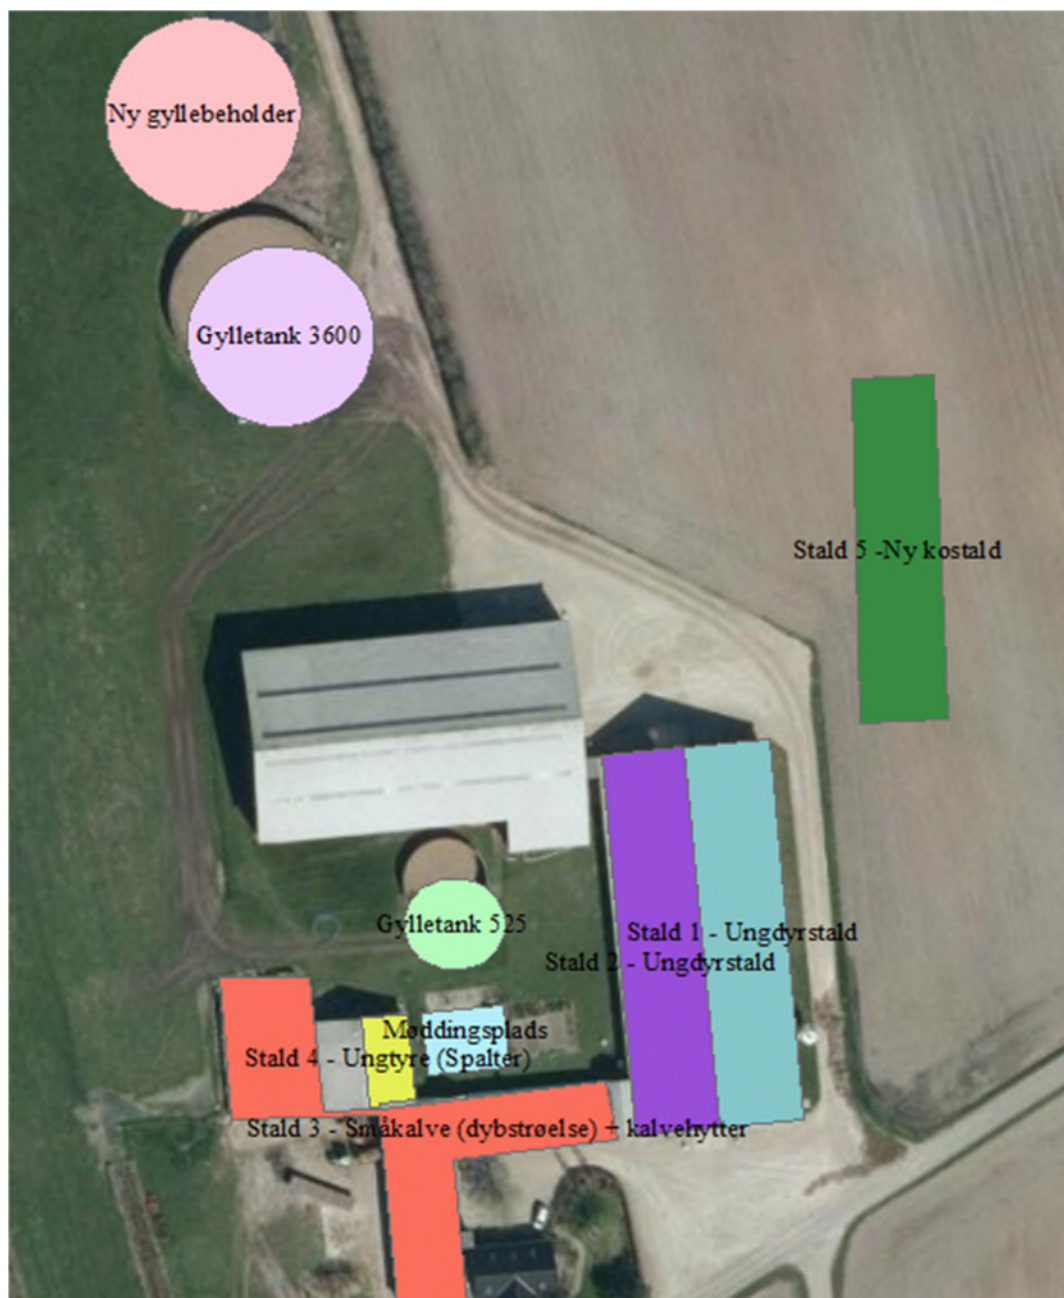 Ny gyllebeholder
Gylletank 3600
Stald 5 -Ny kostald
Gylletank 525
Stald 1 - Ungdyrstald
Stald 2 - Ungdyrstald
Møddingsplads
Stald 4 - Ungtyre (Spalter)
Stald 3 - Småkalve (dybstrøelse) + kalvehytter